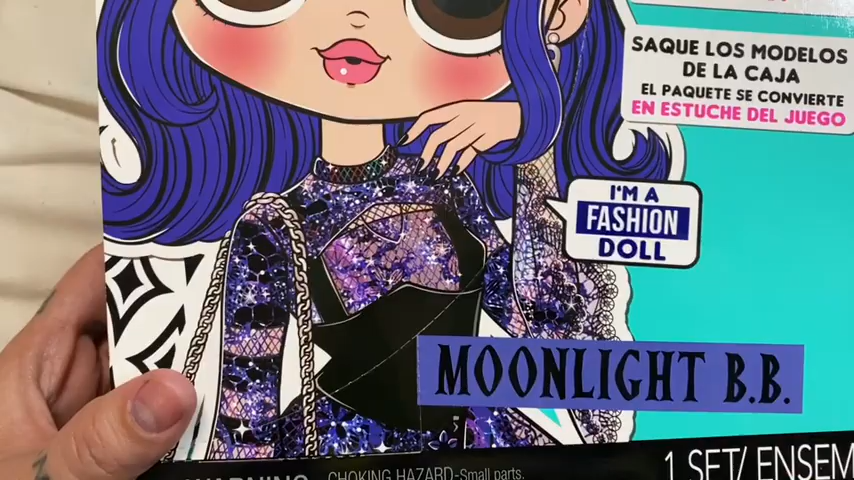 SAQUE LOS MODELOS
DE LA CAJA
EL PAQUETE SE CONVIERTE
EN ESTUCHE DEL JUEGO
I'M A
FASHION
DOLL
MOONLIGHT B.B.
WARNING CHOKING HAZARD-Small parts.
1 SET/ ENSEM